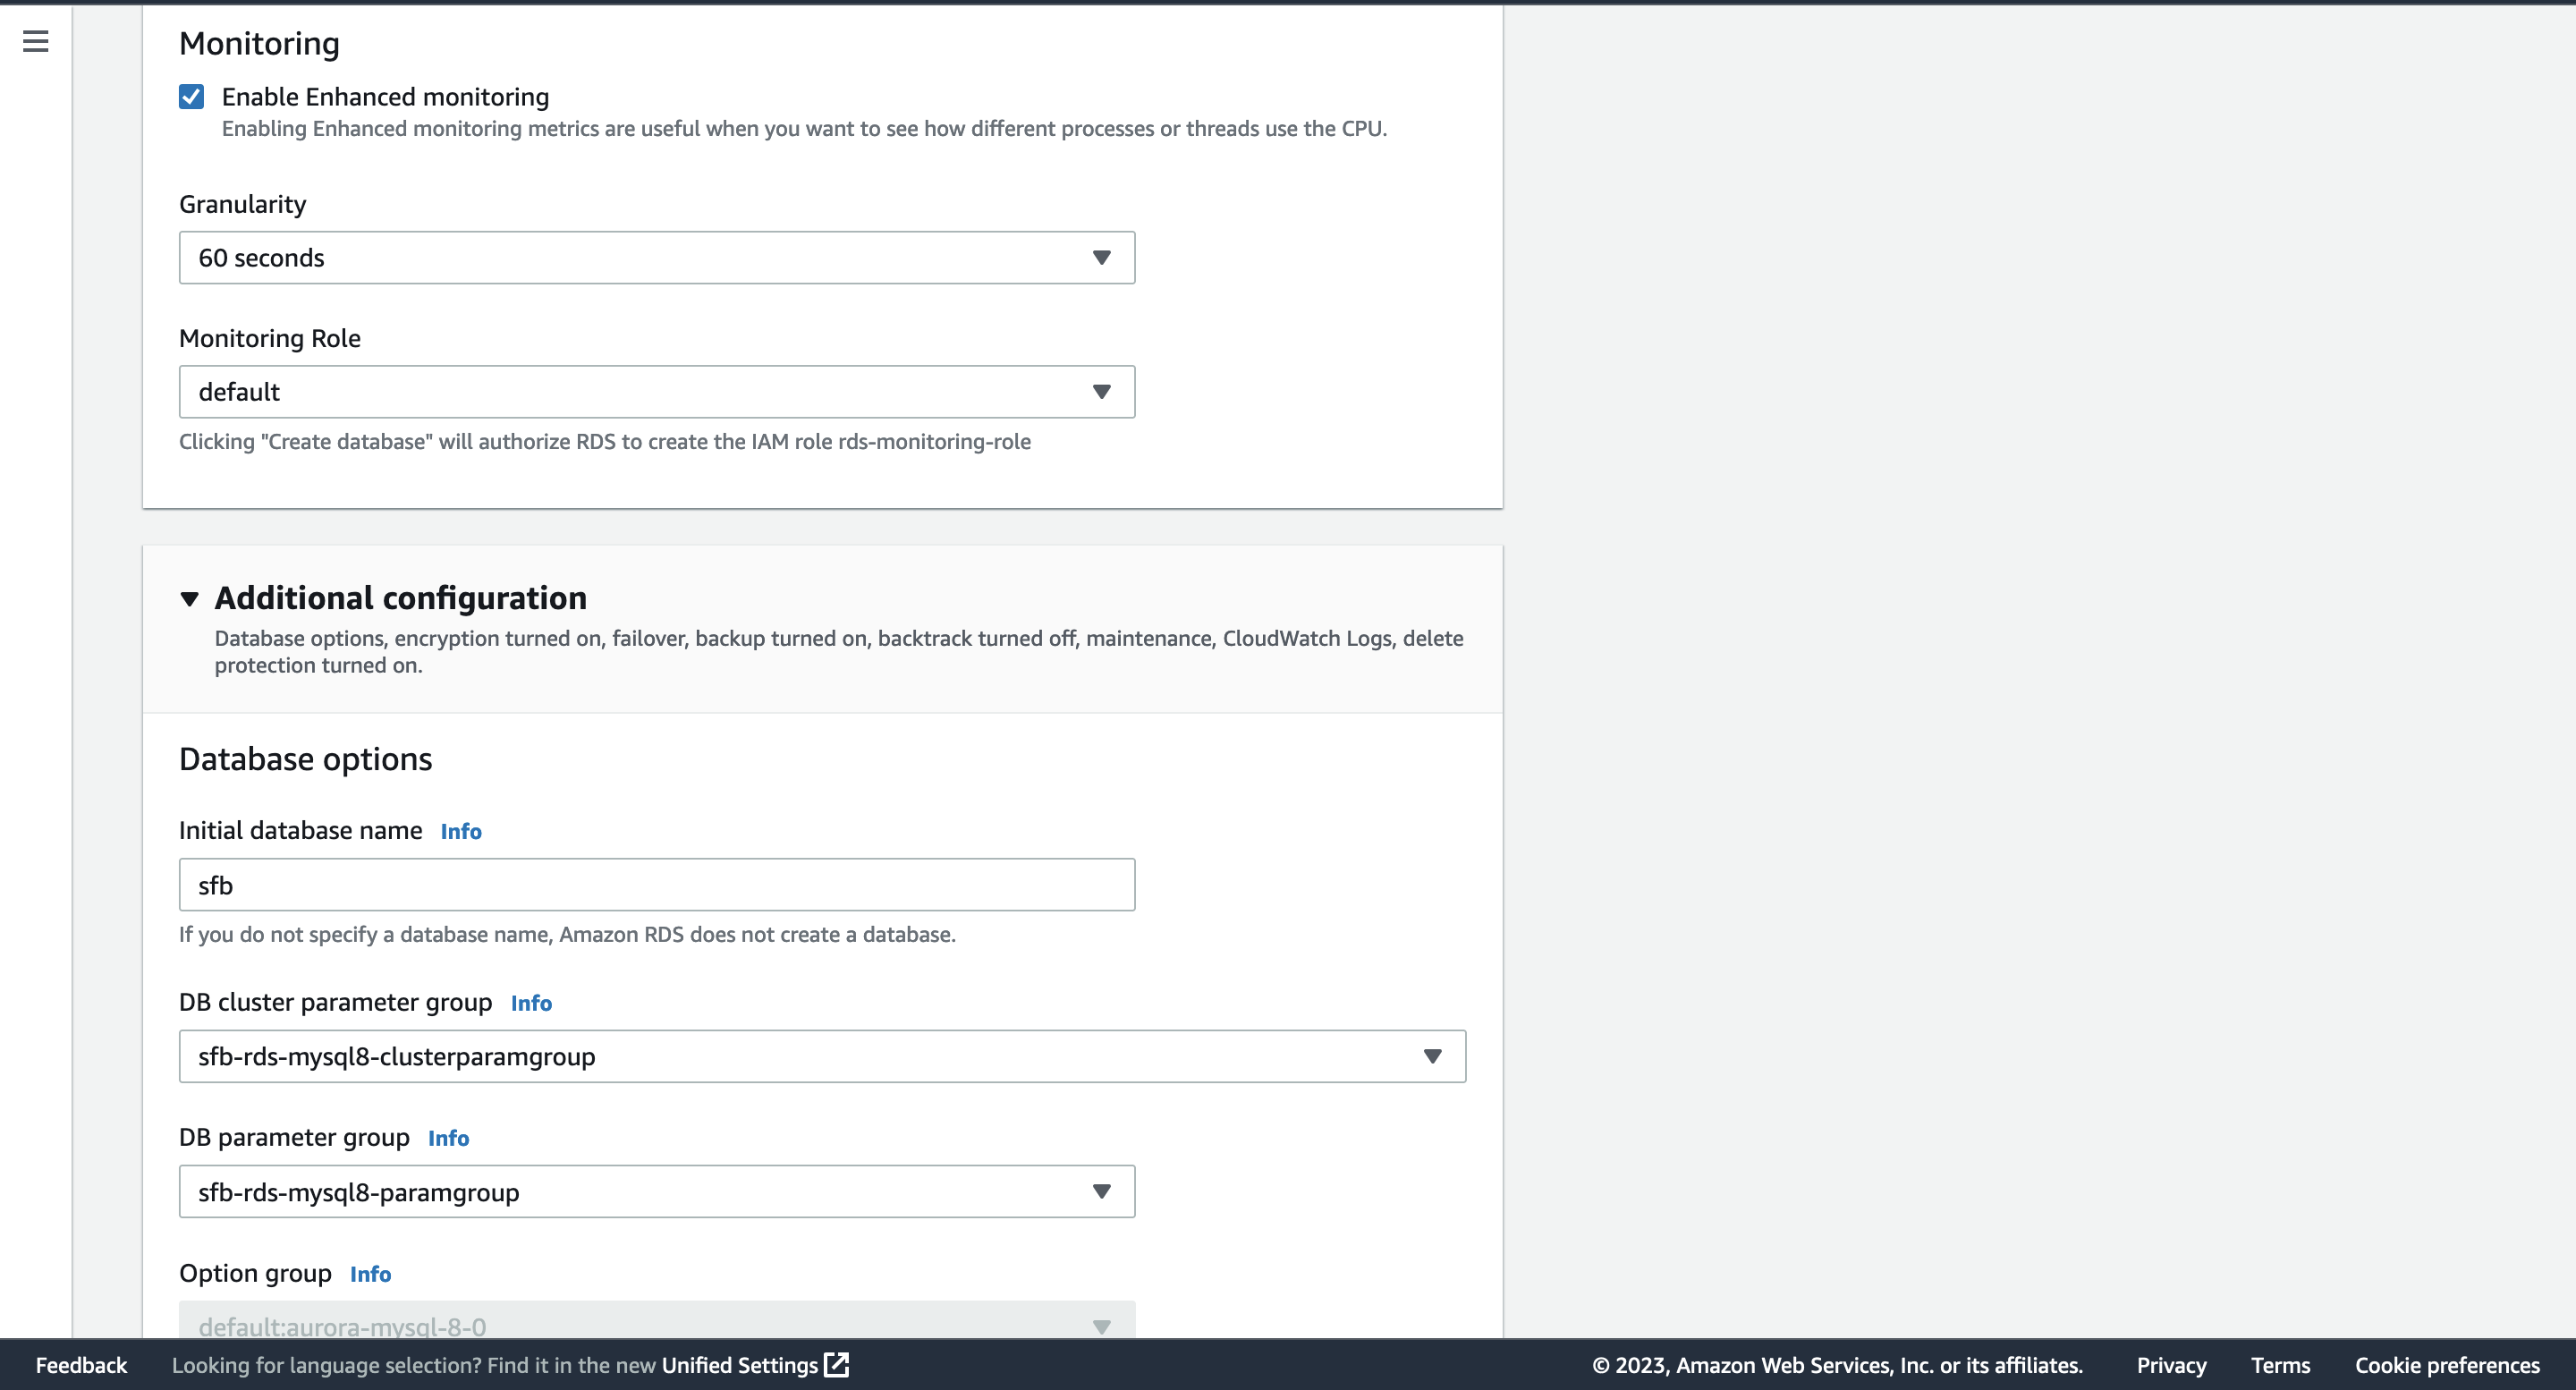 Monitoring
Enable Enhanced monitoring
Enabling Enhanced monitoring metrics are useful when you want to see how different processes or threads use the CPU.
Granularity
60 seconds
Monitoring Role
default
Clicking "Create database" will authorize RDS to create the IAM role rds-monitoring-role
Additional configuration
Database options, encryption turned on, failover, backup turned on, backtrack turned off, maintenance, CloudWatch Logs, delete
protection turned on.
Database options
Initial database name Info
sfb
If you do not specify a database name, Amazon RDS does not create a database.
DB cluster parameter group Info
sfb-rds-mysql8-clusterparamgroup
DB parameter group Info
sfb-rds-mysql8-paramgroup
Option group Info
default:aurora-mysql-8-0
Feedback Looking for language selection? Find it in the new Unified Settings © 2023, Amazon Web Services, Inc. or its affiliates. Privacy Terms Cookie preferences